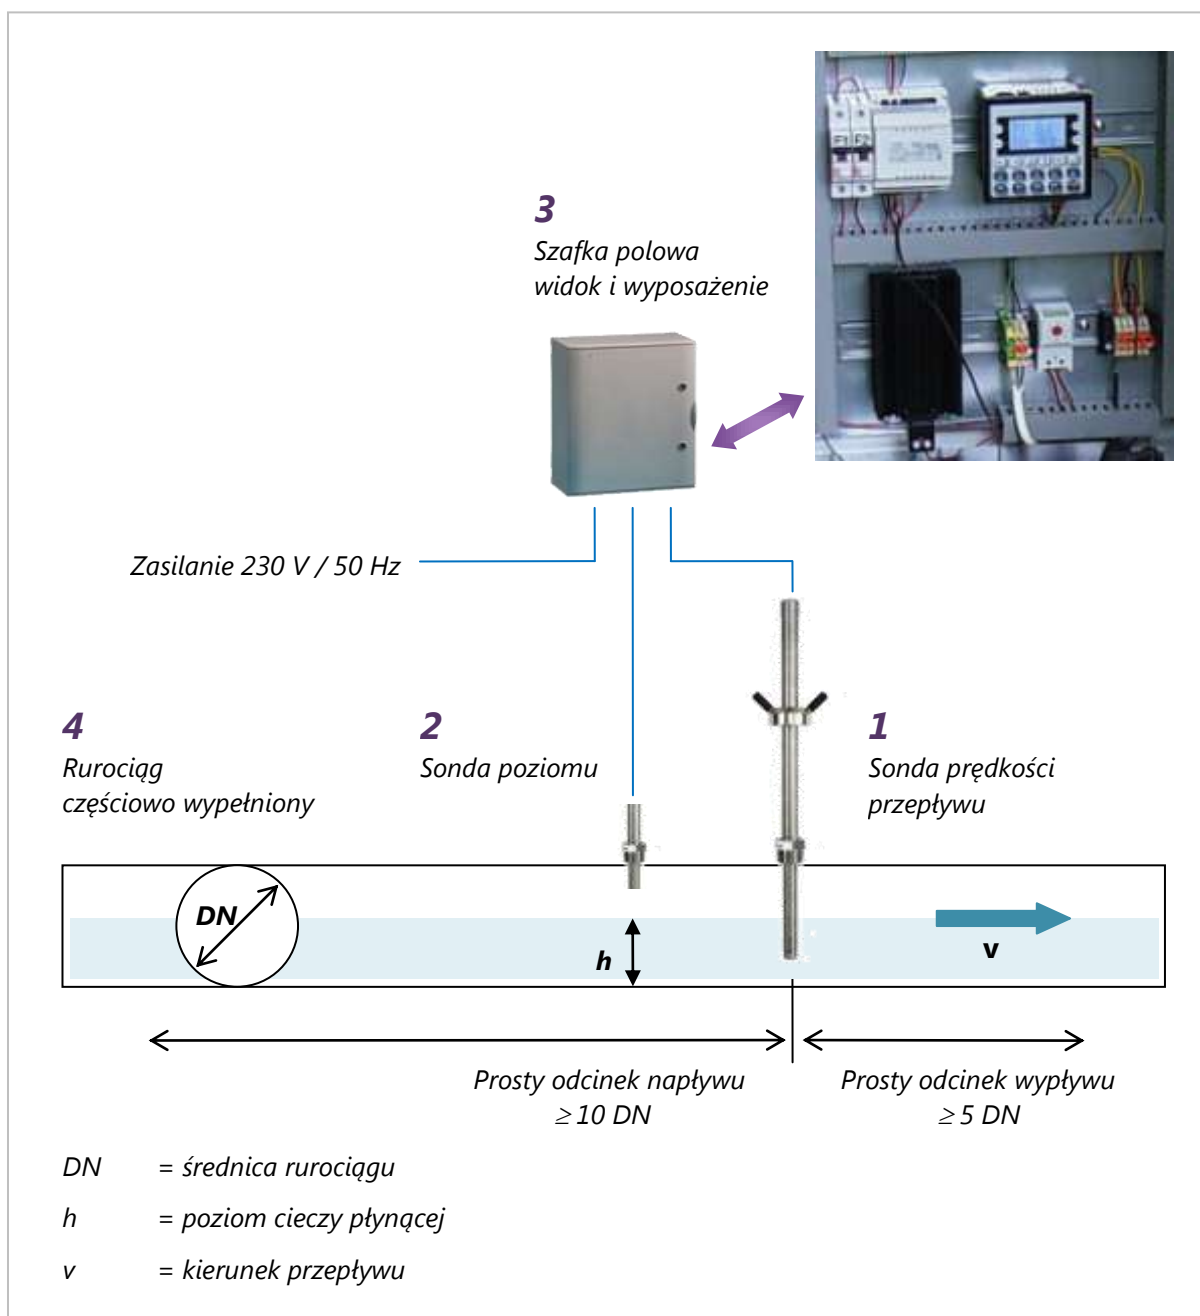 3
Szafka polowa
widok i wyposażenie
F1 F2
Zasilanie 230 V / 50 Hz
4
Rurociąg
częściowo wypełniony
2
Sonda poziomu
1
Sonda prędkości
przepływu
DN
h
v
Prosty odcinek napływu
≥ 10 DN
Prosty odcinek wypływu
≥ 5 DN
DN = średnica rurociągu
h = poziom cieczy płynącej
v = kierunek przepływu